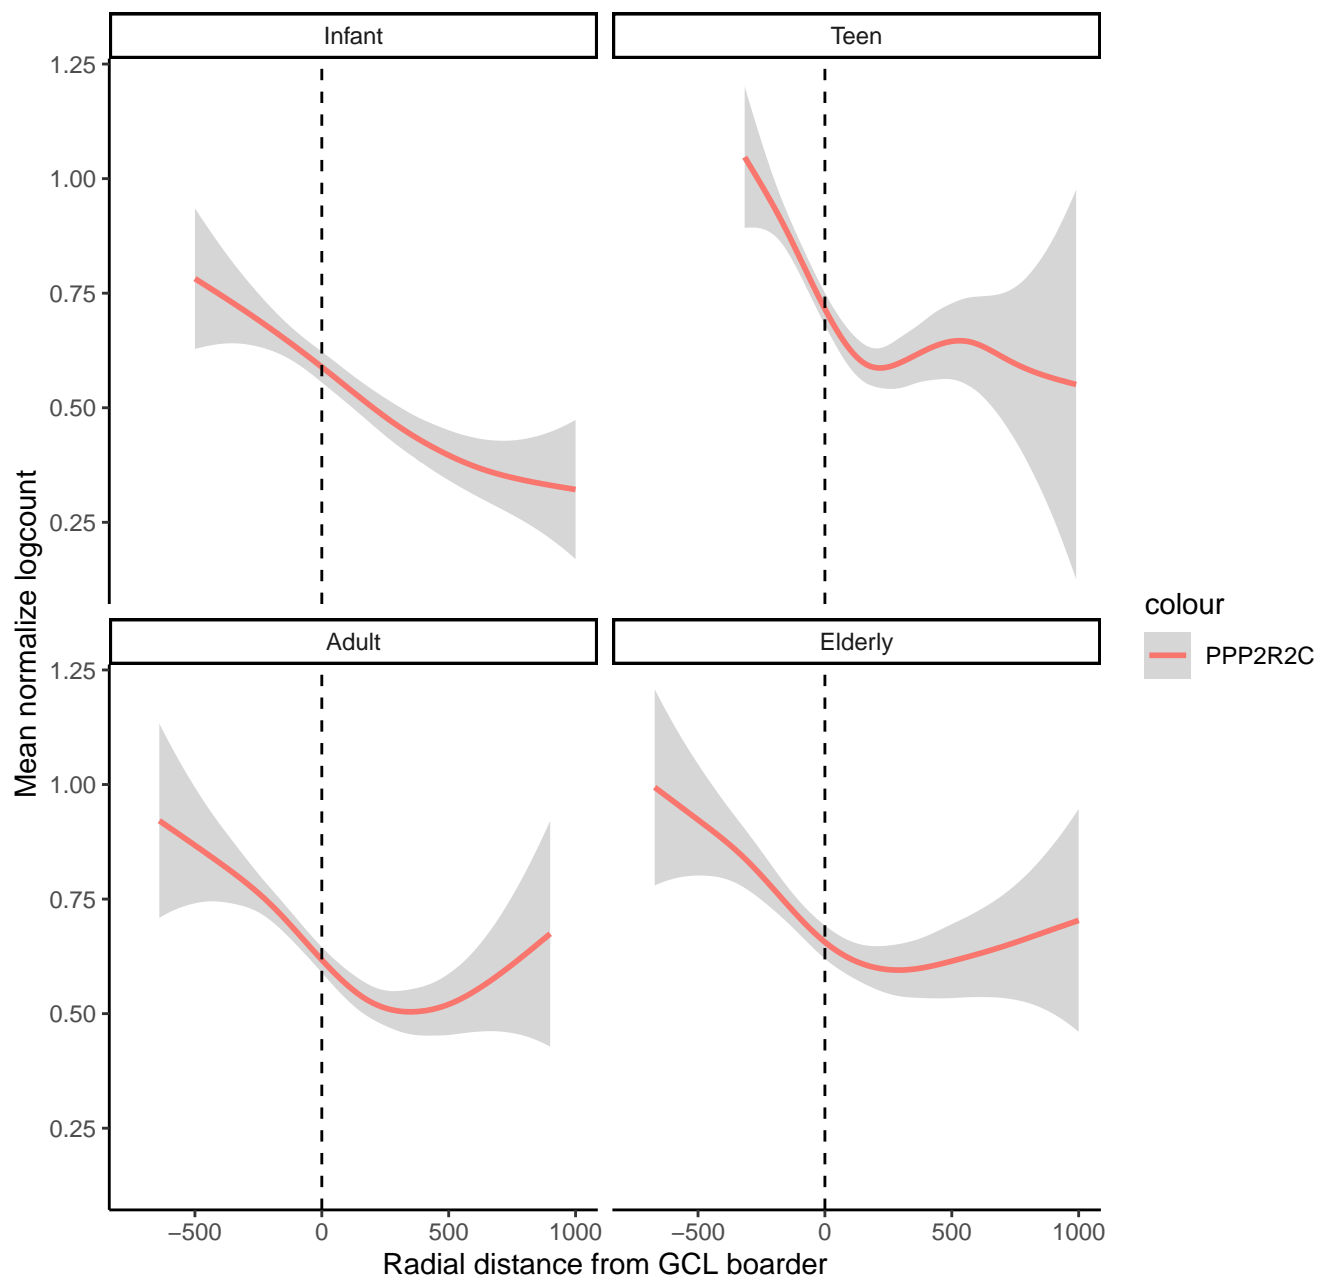 Infant
Teen
1.25
1.00
0.75
0.50
0.25
Adult
Elderly
1.25
1.00
0.75
0.50
0.25
−500
0
500
1000
−500
0
500
1000
Radial distance from GCL boarder
Mean normalize logcount
colour
PPP2R2C